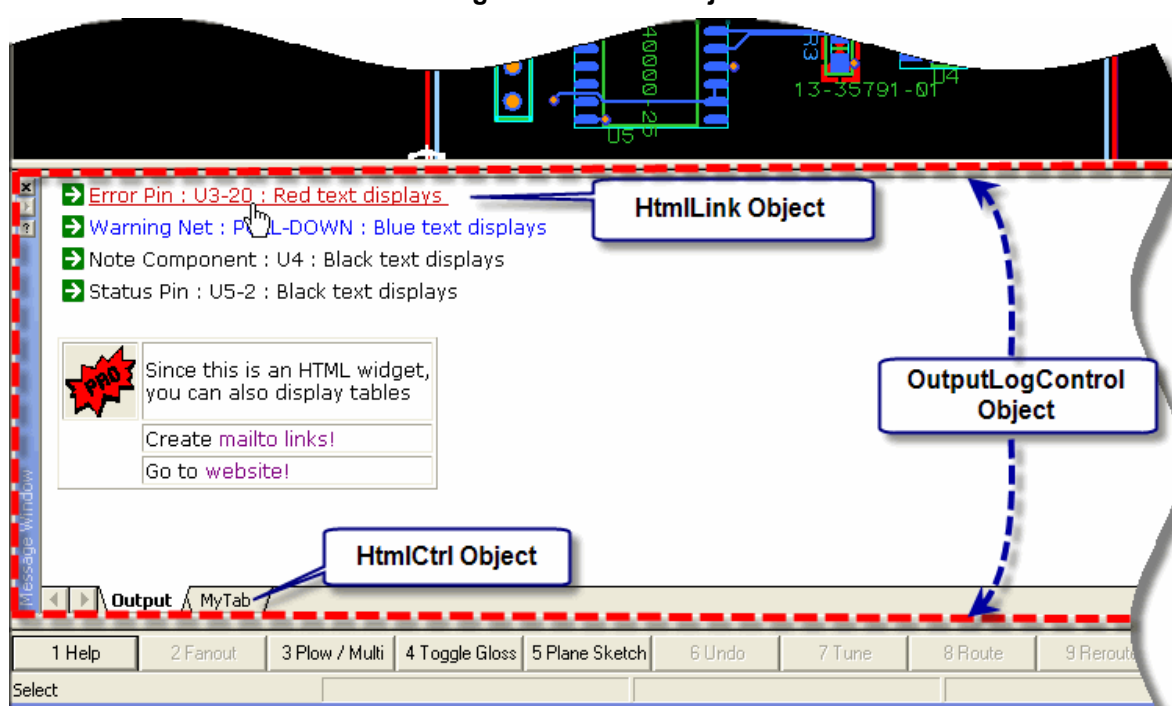 40000-25
U5
R3
13-35791-01
U4
Error Pin : U3-20 : Red text displays
Warning Net : P L-DOWN : Blue text displays
Note Component : U4 : Black text displays
Status Pin : U5-2 : Black text displays
HtmlLink Object
OutputLogControl
Object
PRO
Since this is an HTML widget,
you can also display tables
Create mailto links!
Go to website!
Message Window
HtmlCtrl Object
Output
MyTab
1 Help
2 Fanout
3 Plow / Multi
4 Toggle Gloss
5 Plane Sketch
6 Undo
7 Tune
8 Route
9 Reroute
Select